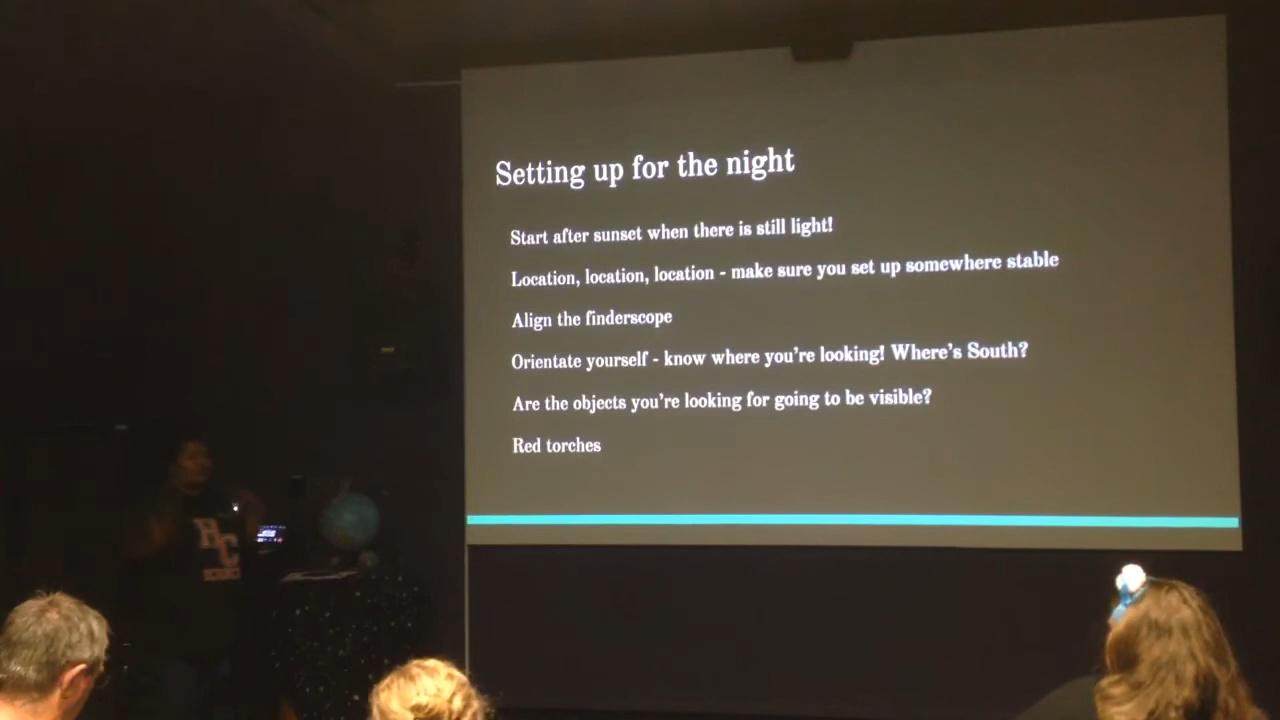 Setting up for the night
Start after sunset when there is still light!
Location, location, location - make sure you set up somewhere stable
Align the finderscope
Orientate yourself - know where you're looking! Where's South?
Are the objects you're looking for going to be visible?
Red torches